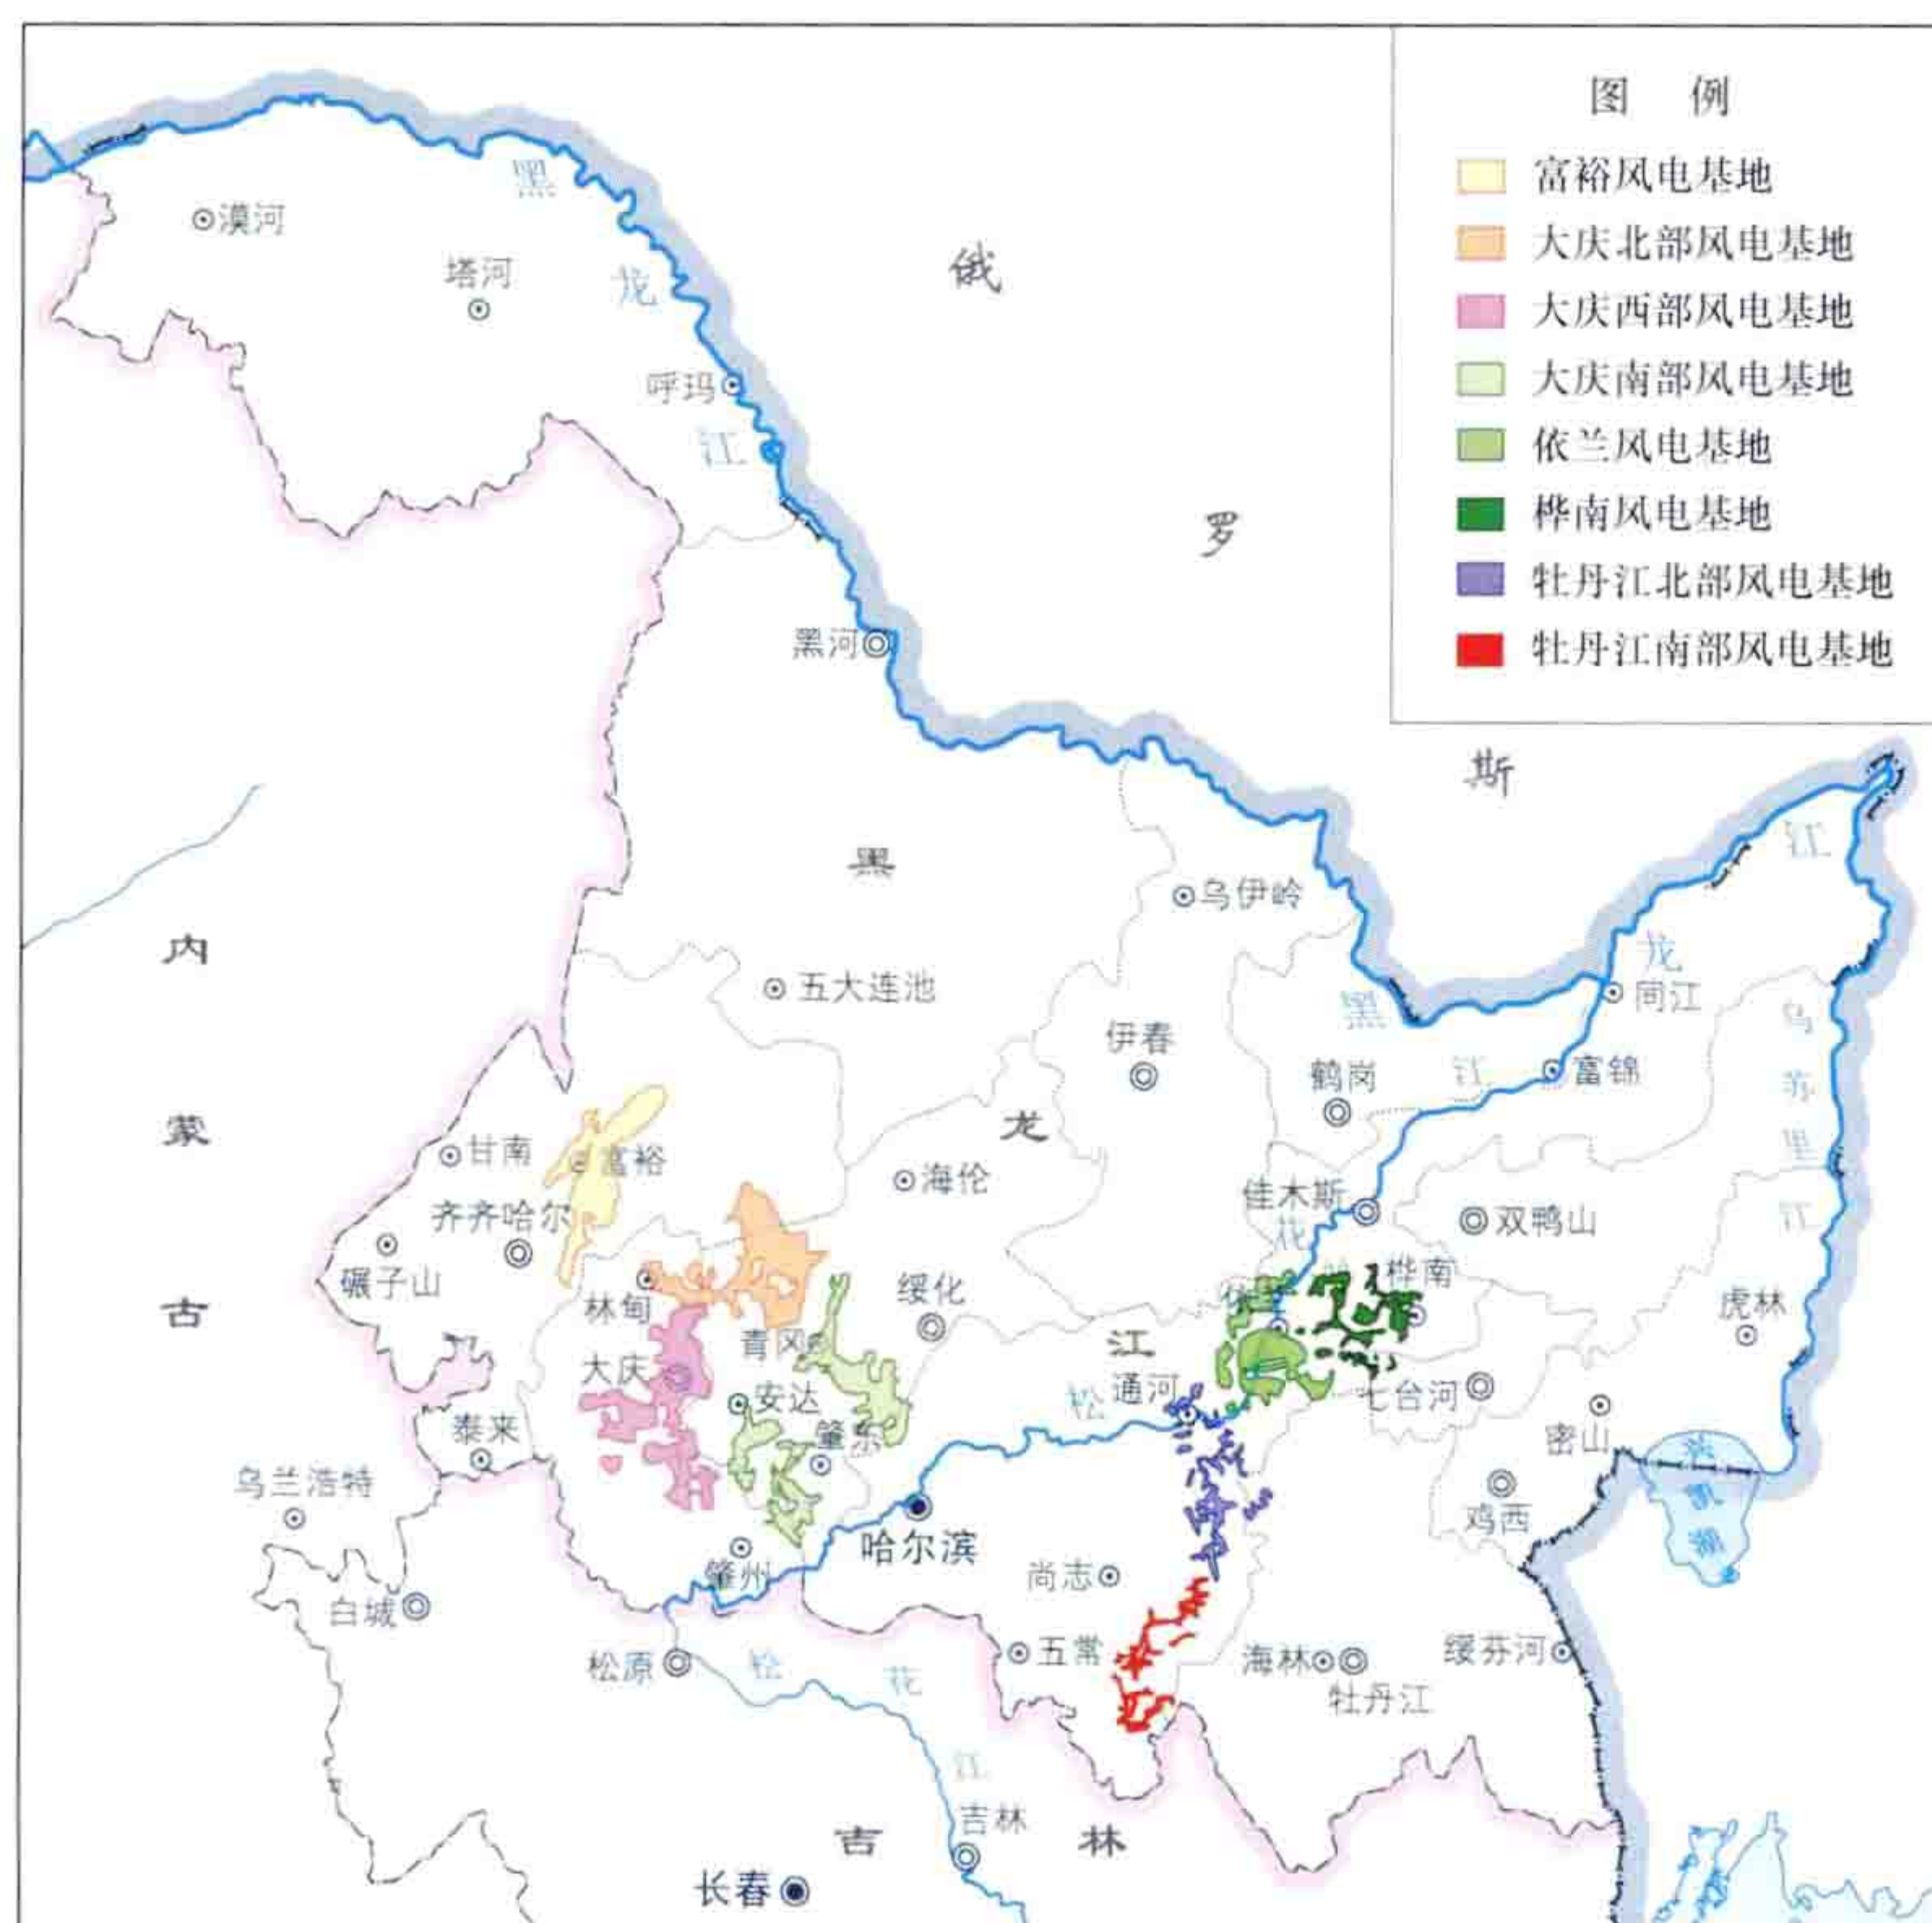 图 例
富裕风电基地
大庆北部风电基地
大庆西部风电基地
大庆南部风电基地
依兰风电基地
桦南风电基地
牡丹江北部风电基地
牡丹江南部风电基地
黑
漠河
塔河
龙
俄
呼玛
江
罗
黑河
斯
江
黑
乌伊岭
内
龙
五大连池
同江
黑
乌
伊春
富锦
江
鹤岗
苏
蒙
龙
甘南
富裕
里
海伦
佳木斯
齐齐哈尔
双鸭山
江
花
桦南
碾子山
绥化
林甸
虎林
古
江
青冈
大庆
通河
七台河
安达
松
泰来
肇东
密山
乌兰浩特
鸡西
哈尔滨
肇州
尚志
白城
五常
海林
绥芬河
松原
松
花
牡丹江
江
吉林
吉
林
长春